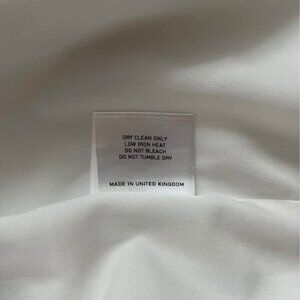 DRY CLEAN ONLY
LOW IRON HEAT
DO NOT BLEACH
DO NOT TUMBLE DRY
MADE IN UNITED KINGDOM